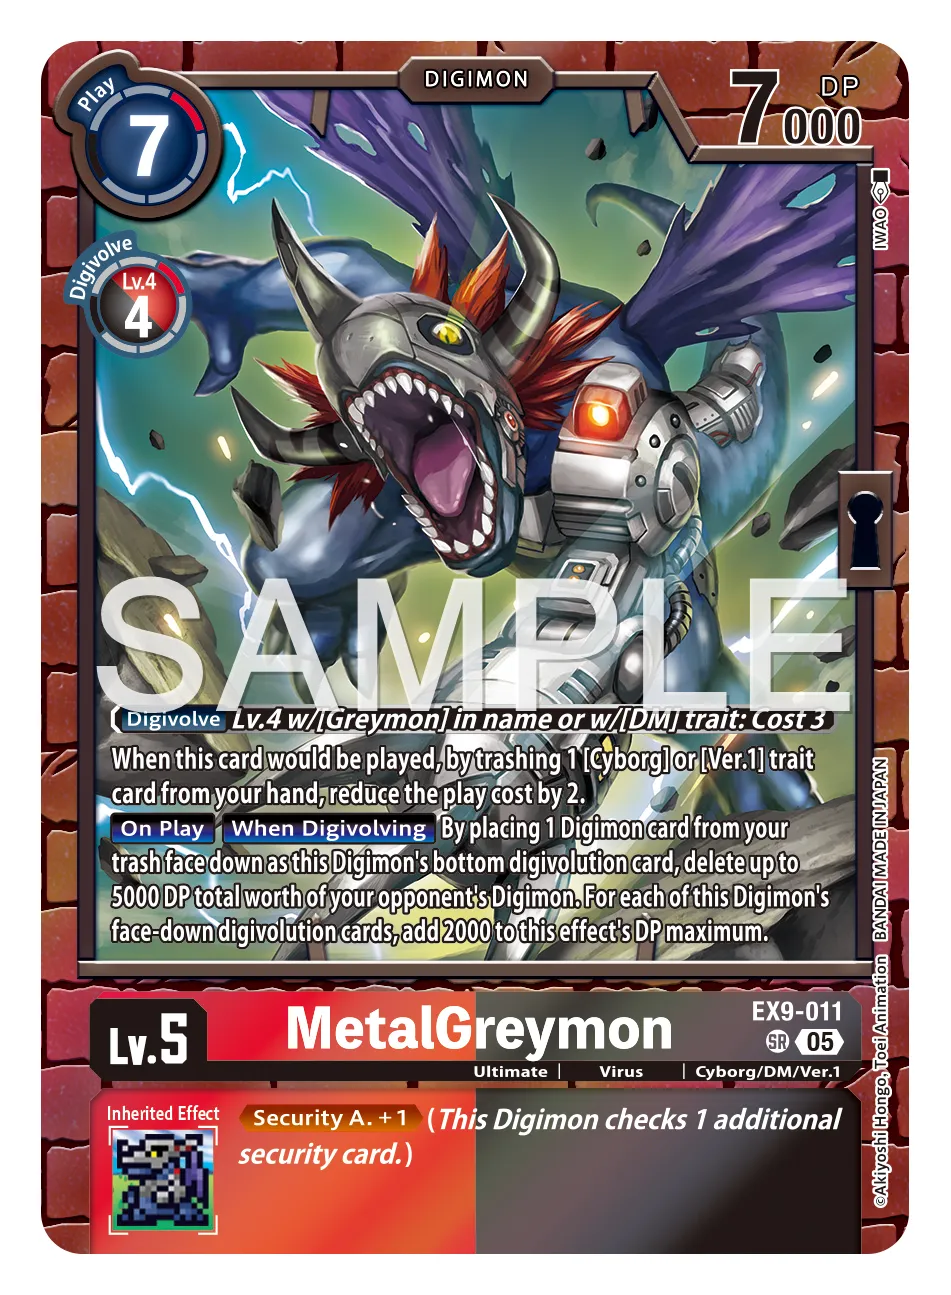 DIGIMON
Play
7
7000
DP
IWAO
Digivolve
Lv.4
4
SAMPLE
Digivolve Lv.4 w/[Greymon] in name or w/[DM] trait: Cost 3
When this card would be played, by trashing 1 [Cyborg] or [Ver.1] trait
card from your hand, reduce the play cost by 2.
On Play When Digivolving By placing 1 Digimon card from your
trash face down as this Digimon's bottom digivolution card, delete up to
5000 DP total worth of your opponent's Digimon. For each of this Digimon's
face-down digivolution cards, add 2000 to this effect's DP maximum.
©Akiyoshi Hongo, Toei Animation BANDAI MADE IN JAPAN
Lv.5
MetalGreymon
EX9-011
SR 05
Ultimate | Virus | Cyborg/DM/Ver.1
Inherited Effect
Security A. +1 (This Digimon checks 1 additional
security card.)